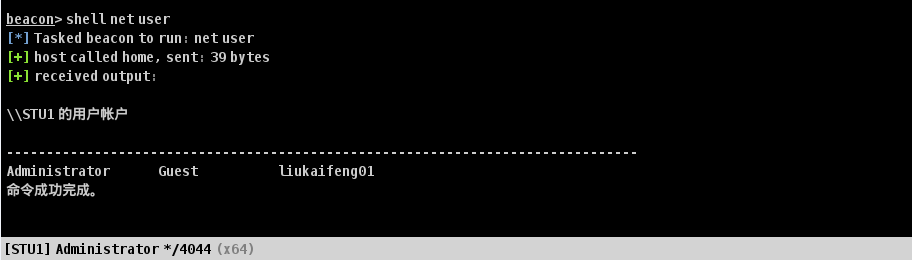 beacon> shell net user
[*] Tasked beacon to run: net user
[+] host called home, sent: 39 bytes
[+] received output:
\\STU1 的用户帐户
-------------------------------------------------------------------------------
Administrator Guest liukaifeng01
命令成功完成。
[STU1] Administrator */4044 (x64)